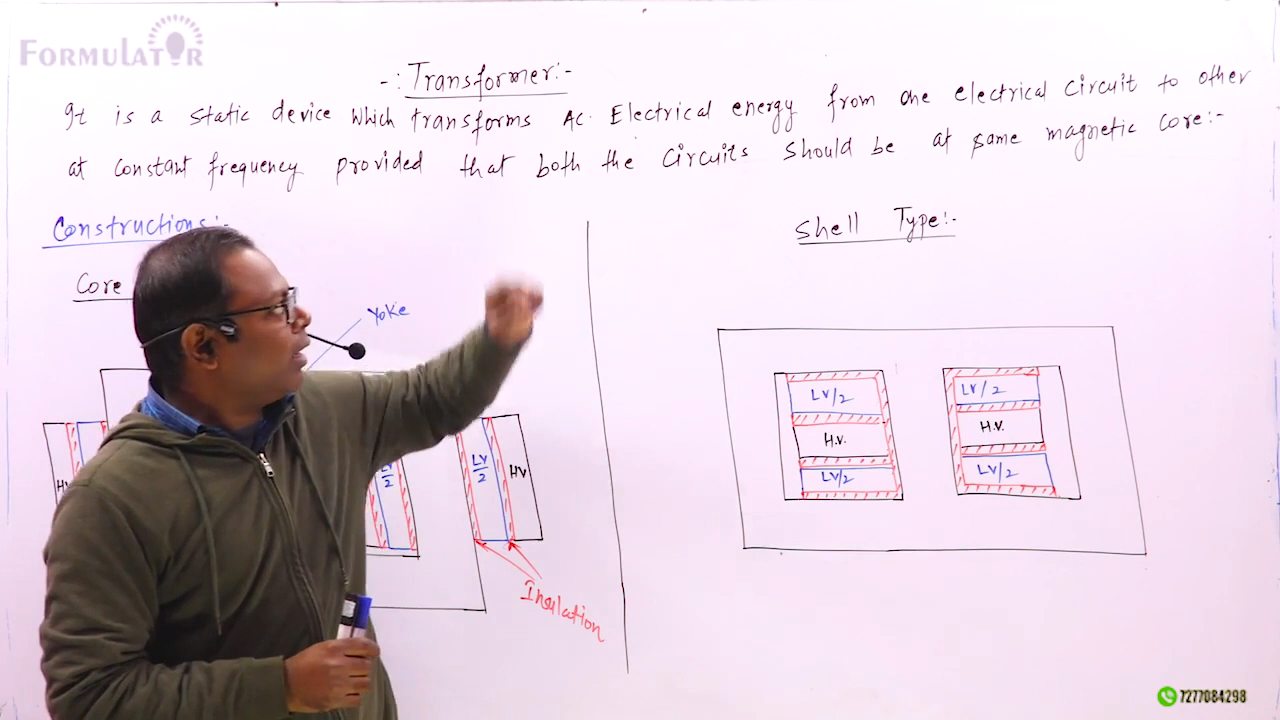 FORMULATOR
-: Transformer:-
It is a static device which transforms AC. Electrical energy from one electrical circuit to other
at constant frequency provided that both the circuits should be at same magnetic core:-
Constructions:-
Core
Yoke
HV
LV/2
LV/2
HV
Insulation
Shell Type:-
LV/2
H.V.
LV/2
LV/2
H.V.
LV/2
7277084298